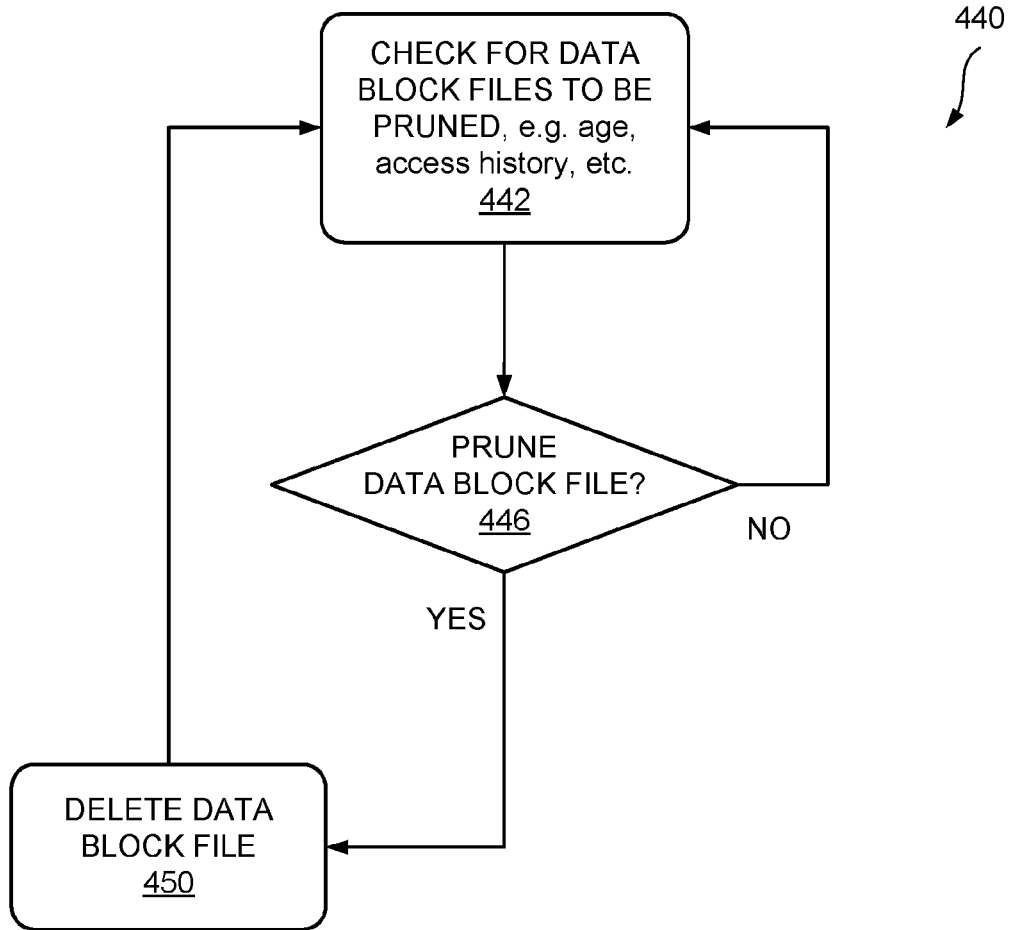 440
CHECK FOR DATA
BLOCK FILES TO BE
PRUNED, e.g. age,
access history, etc.
442
PRUNE
DATA BLOCK FILE?
446
NO
YES
DELETE DATA
BLOCK FILE
450